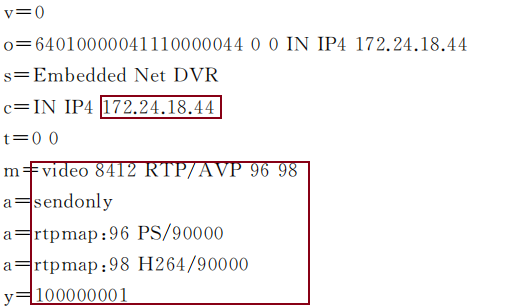 v=0
o=64010000041110000044 0 0 IN IP4 172.24.18.44
s=Embedded Net DVR
c=IN IP4 172.24.18.44
t=0 0
m=video 8412 RTP/AVP 96 98
a=sendonly
a=rtpmap:96 PS/90000
a=rtpmap:98 H264/90000
y=100000001